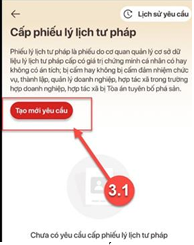 Lịch sử yêu cầu
Cấp phiếu lý lịch tư pháp
Phiếu lý lịch tư pháp là phiếu do cơ quan quản lý cơ sở dữ
liệu lý lịch tư pháp cấp có giá trị chứng minh cá nhân có hay
không có án tích; bị cấm hay không bị cấm đảm nhiệm chức
vụ, thành lập, quản lý doanh nghiệp, hợp tác xã trong trường
hợp doanh nghiệp, hợp tác xã bị Tòa án tuyên bố phá sản.
Tạo mới yêu cầu
3.1
Chưa có yêu cầu cấp phiếu lý lịch tư pháp